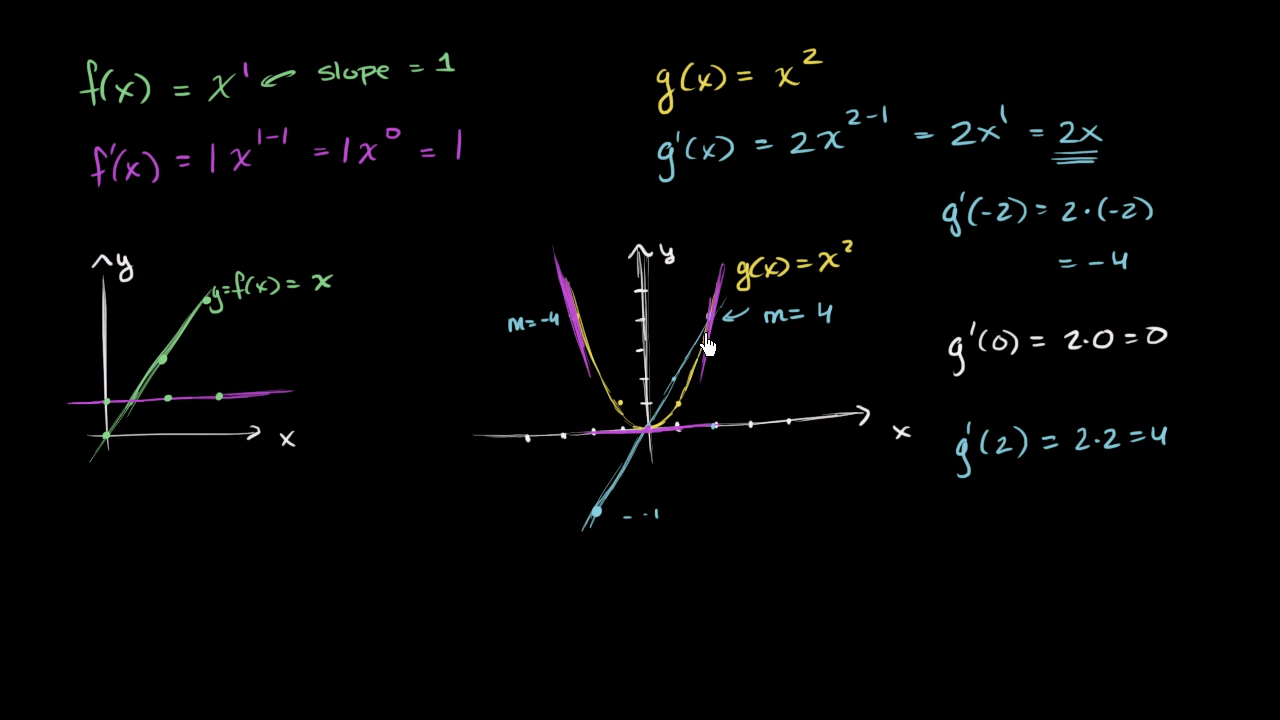 f(x) = x¹ ← slope = 1
f'(x) = 1x¹⁻¹ = 1x⁰ = 1
g(x) = x²
g'(x) = 2x²⁻¹ = 2x¹ = 2x
g'(-2) = 2·(-2)
= -4
g'(0) = 2·0 = 0
g'(2) = 2·2 = 4
y
y=f(x) = x
x
y
g(x) = x²
m=-4
← m= 4
x